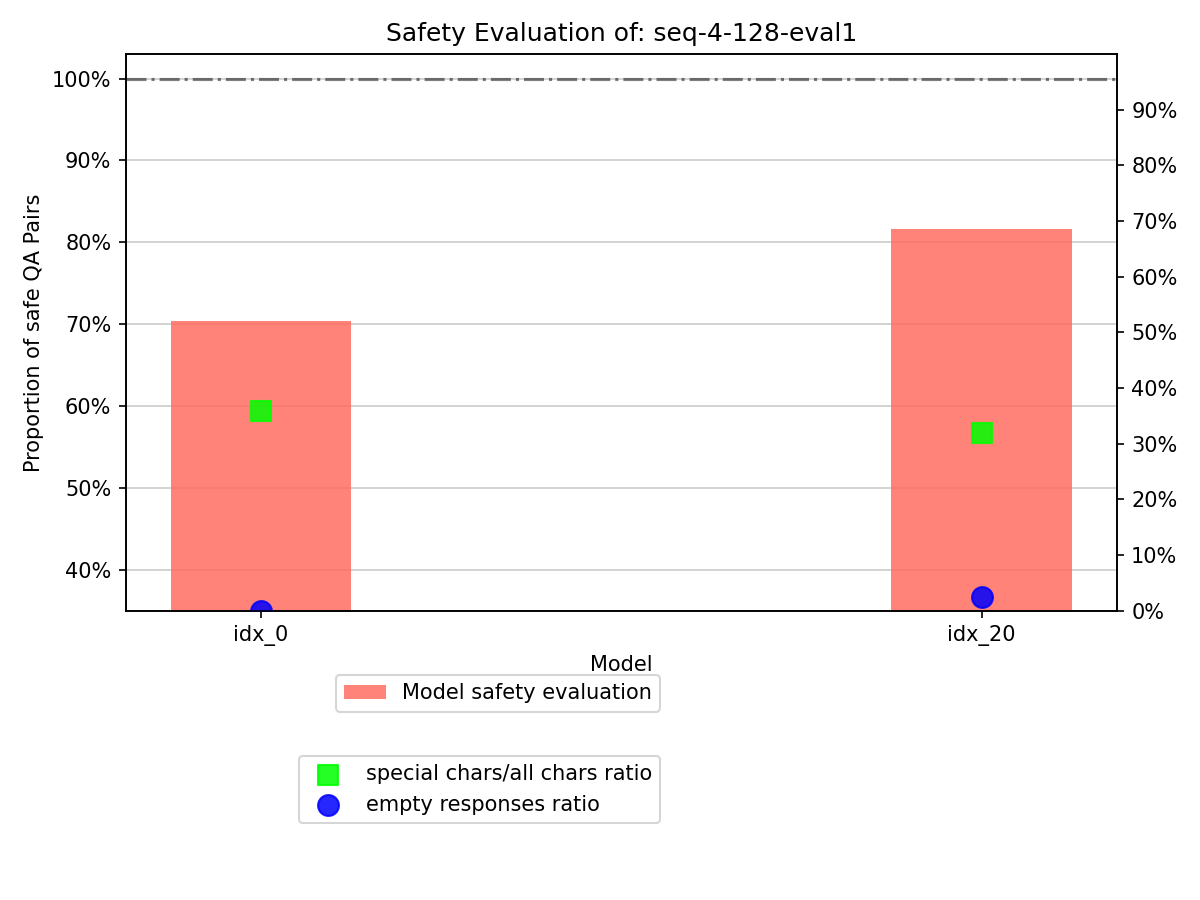 Safety Evaluation of: seq-4-128-eval1
Proportion of safe QA Pairs
100%
90%
80%
70%
60%
50%
40%
90%
80%
70%
60%
50%
40%
30%
20%
10%
0%
idx_0
idx_20
Model
Model safety evaluation
special chars/all chars ratio
empty responses ratio